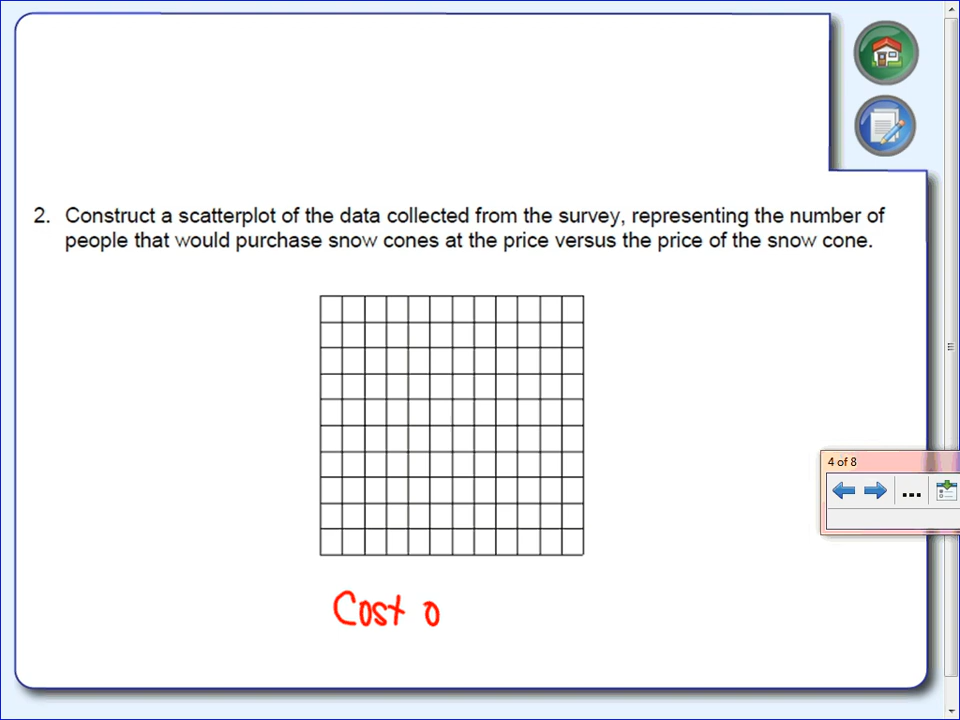 2. Construct a scatterplot of the data collected from the survey, representing the number of
people that would purchase snow cones at the price versus the price of the snow cone.
4 of 8
Cost o